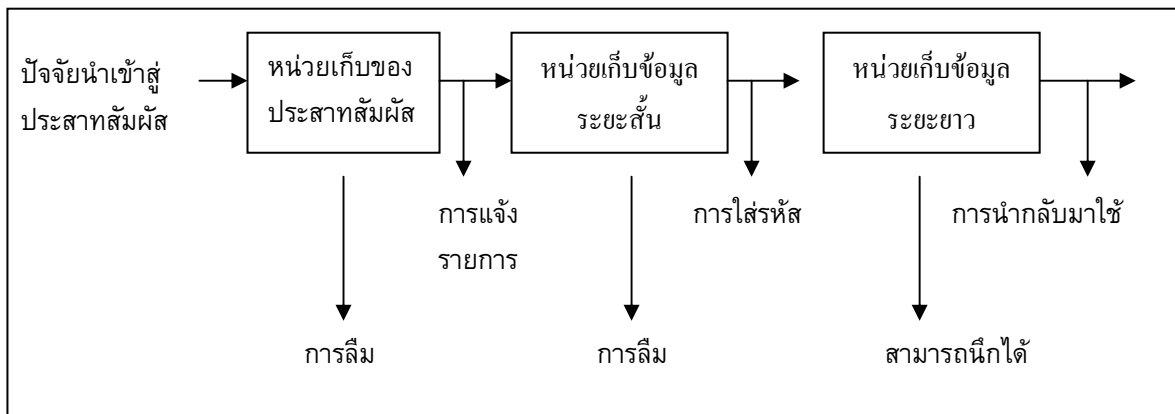 ปัจจัยนำเข้าสู่
ประสาทสัมผัส
หน่วยเก็บของ
ประสาทสัมผัส
หน่วยเก็บข้อมูล
ระยะสั้น
หน่วยเก็บข้อมูล
ระยะยาว
การแจ้ง
รายการ
การใส่รหัส
การนำกลับมาใช้
การลืม
การลืม
สามารถนึกได้